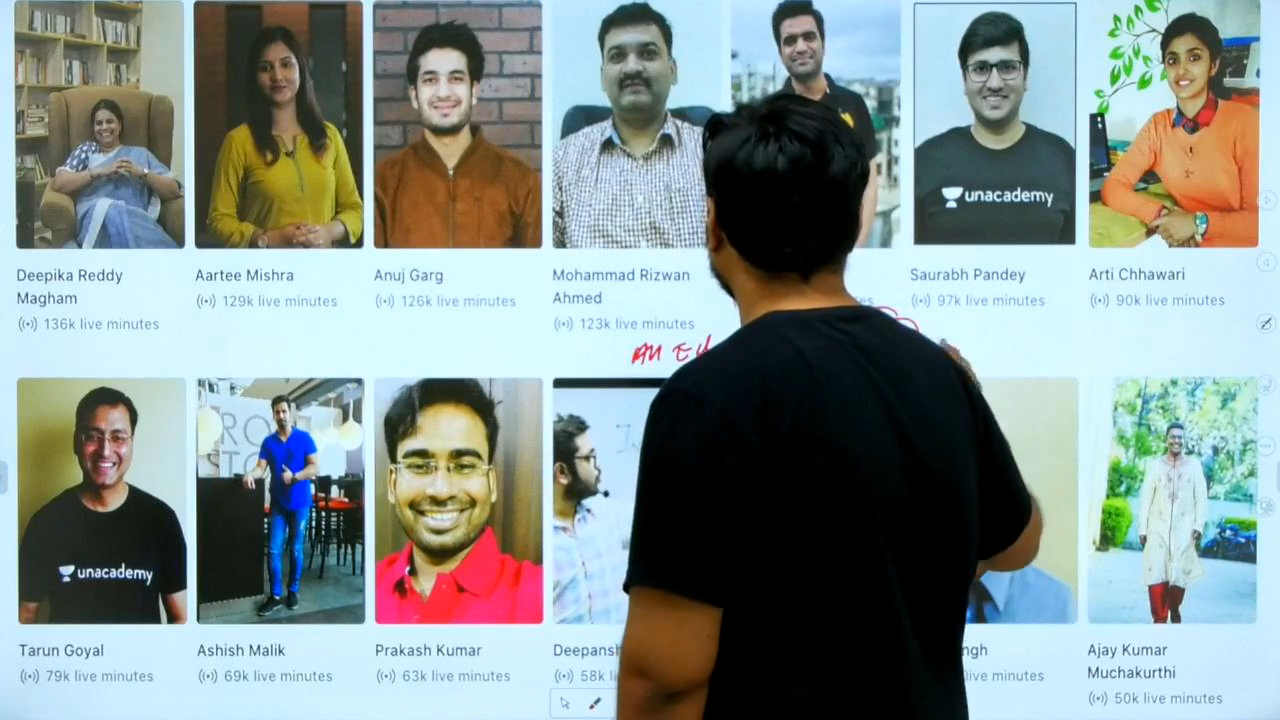 Deepika Reddy
Magham
136k live minutes
Aartee Mishra
129k live minutes
Anuj Garg
126k live minutes
Mohammad Rizwan
Ahmed
123k live minutes
unacademy
Saurabh Pandey
97k live minutes
Arti Chhawari
90k live minutes
unacademy
Tarun Goyal
79k live minutes
Ashish Malik
69k live minutes
Prakash Kumar
63k live minutes
58k
live minutes
Ajay Kumar
Muchakurthi
50k live minutes